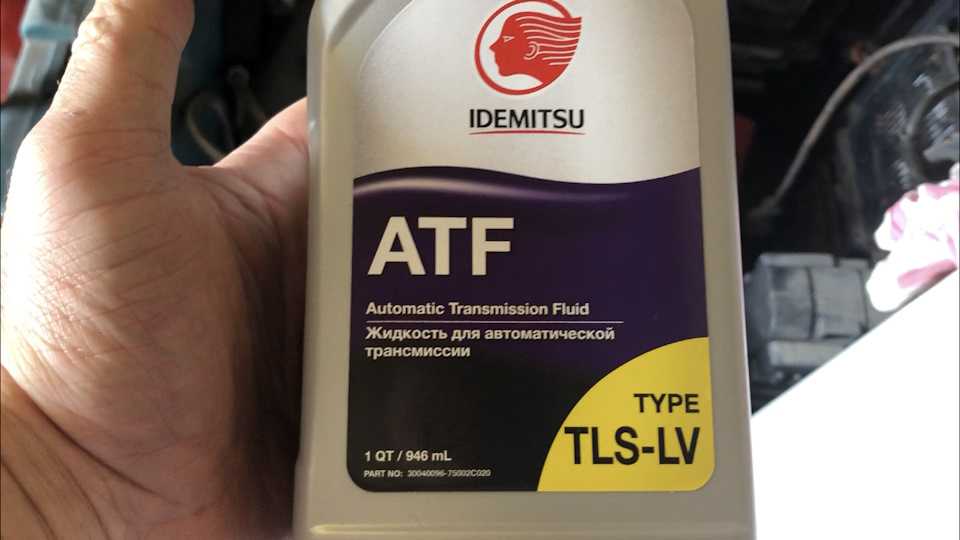 IDEMITSU
ATF
Automatic Transmission Fluid
Жидкость для автоматической
трансмиссии
TYPE
TLS-LV
1 QT / 946 mL
PART NO: 30040096-75002C020